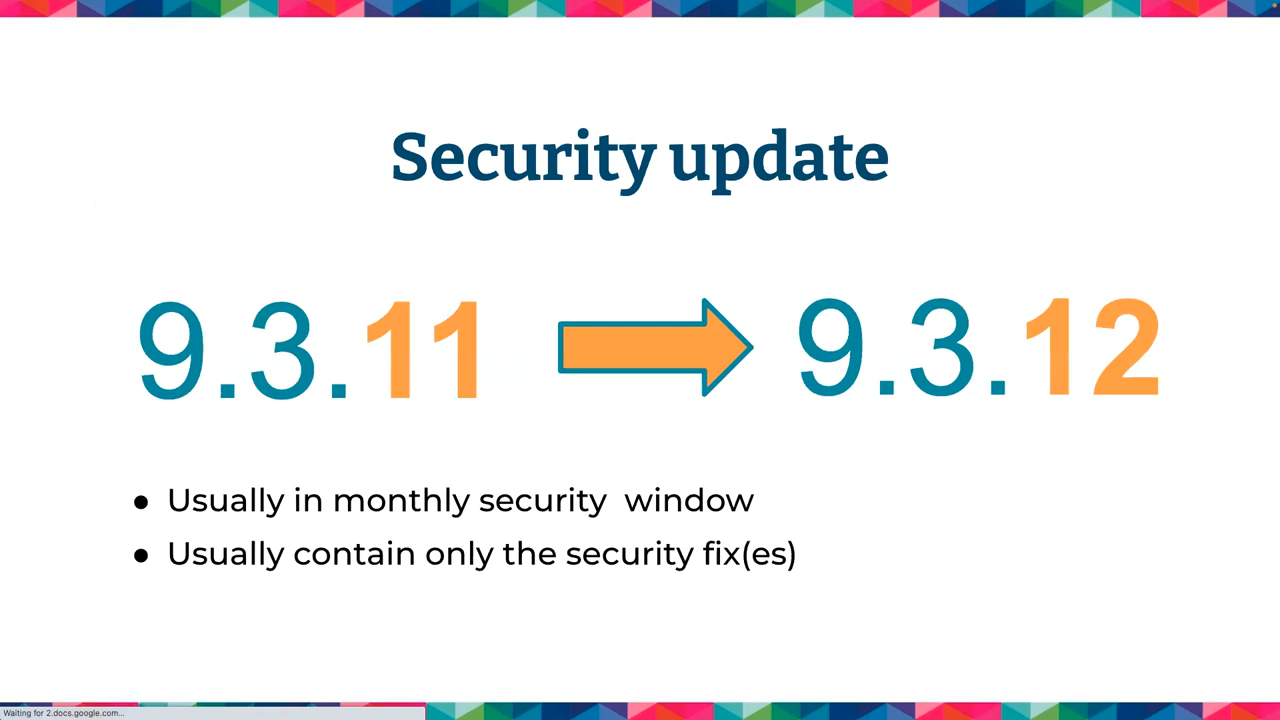 Security update
9.3.11 9.3.12
● Usually in monthly security  window
● Usually contain only the security fix(es)
Waiting for 2.docs.google.com...